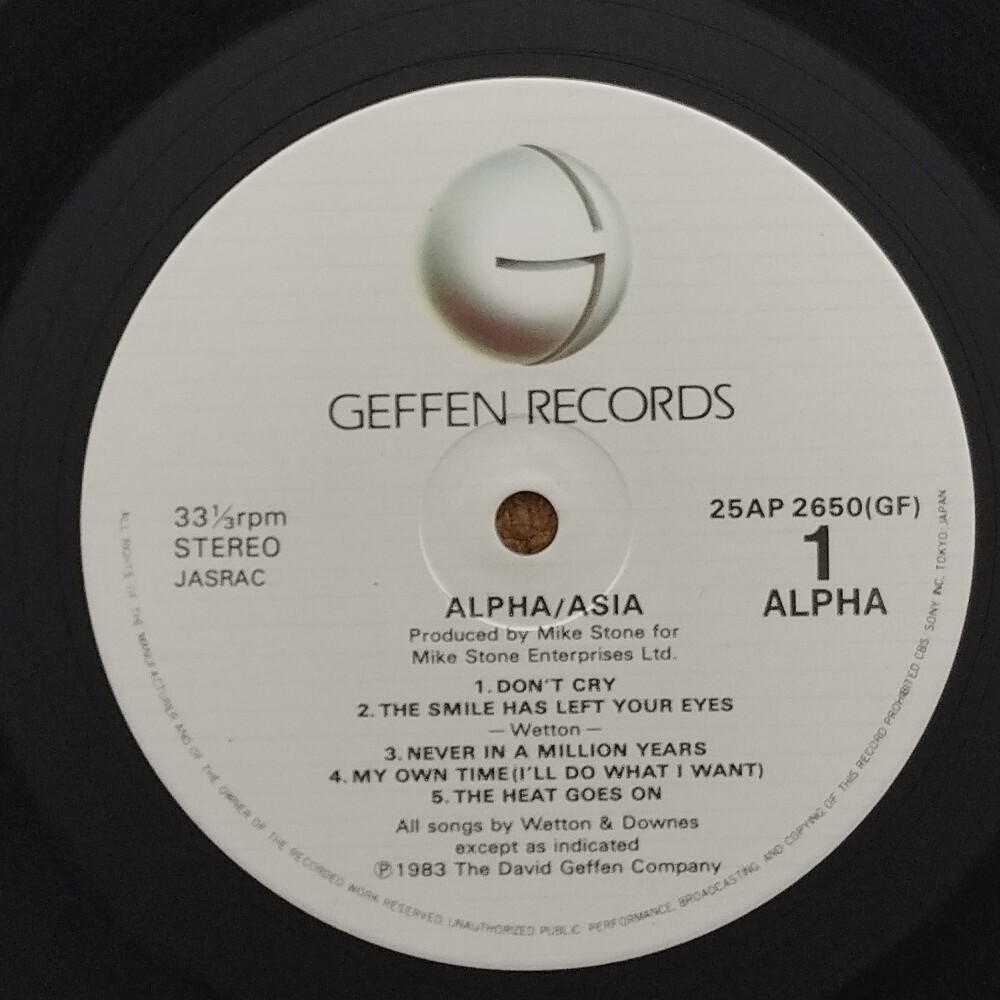 GEFFEN RECORDS
33⅓rpm
STEREO
JASRAC
25AP 2650(GF)
1
ALPHA
ALPHA/ASIA
Produced by Mike Stone for
Mike Stone Enterprises Ltd.
1. DON'T CRY
2. THE SMILE HAS LEFT YOUR EYES
— Wetton —
3. NEVER IN A MILLION YEARS
4. MY OWN TIME (I'LL DO WHAT I WANT)
5. THE HEAT GOES ON
All songs by Wetton & Downes
except as indicated
Ⓟ1983 The David Geffen Company
ALL RIGHTS OF THE MANUFACTURER AND OF THE OWNER OF THE RECORDED WORK RESERVED. UNAUTHORIZED PUBLIC PERFORMANCE, BROADCASTING AND COPYING OF THIS RECORD PROHIBITED CBS/SONY INC. TOKYO, JAPAN